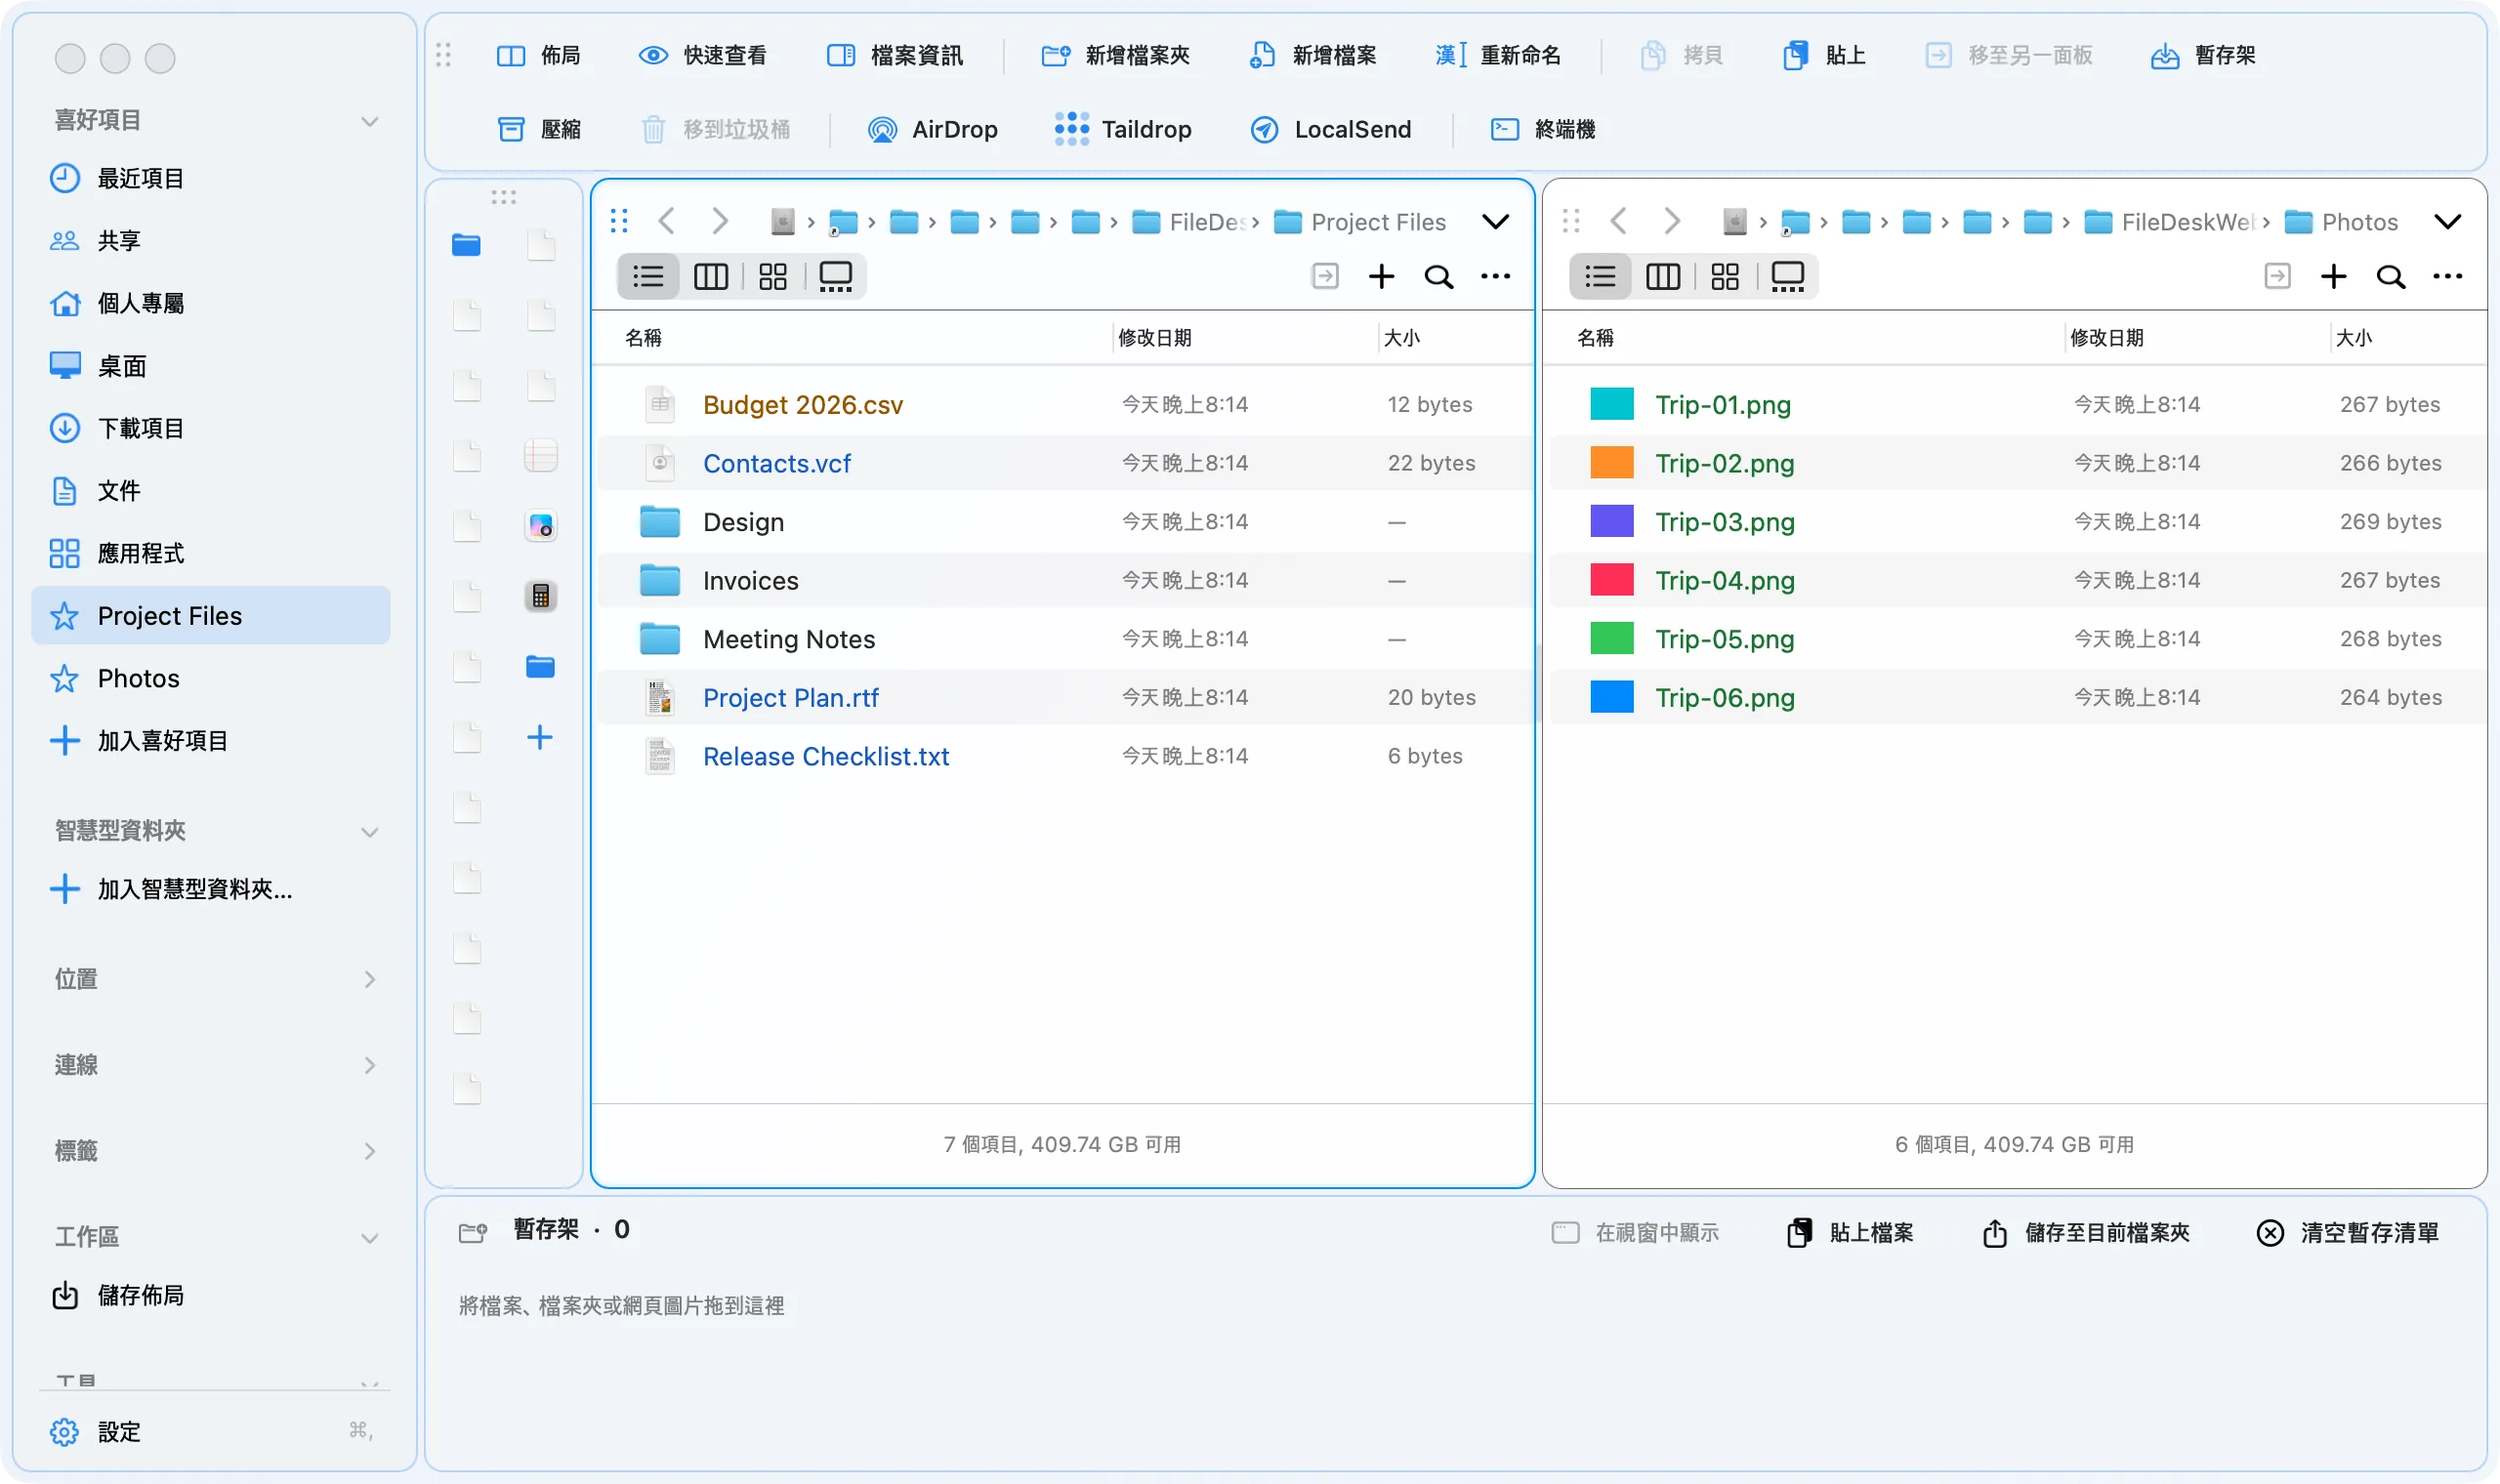 佈局 快速查看 檔案資訊 新增檔案夾 新增檔案 漢 重新命名 拷貝 貼上 移至另一面板 暫存架
壓縮 移到垃圾桶 AirDrop Taildrop LocalSend 終端機
喜好項目
最近項目
共享
個人專屬
桌面
下載項目
文件
應用程式
Project Files
Photos
加入喜好項目
智慧型資料夾
加入智慧型資料夾...
位置
連線
標籤
工作區
儲存佈局
工具
設定 ⌘,
FileDes Project Files
名稱 修改日期 大小
Budget 2026.csv 今天晚上8:14 12 bytes
Contacts.vcf 今天晚上8:14 22 bytes
Design 今天晚上8:14 —
Invoices 今天晚上8:14 —
Meeting Notes 今天晚上8:14 —
Project Plan.rtf 今天晚上8:14 20 bytes
Release Checklist.txt 今天晚上8:14 6 bytes
7 個項目, 409.74 GB 可用
FileDeskWeb Photos
名稱 修改日期 大小
Trip-01.png 今天晚上8:14 267 bytes
Trip-02.png 今天晚上8:14 266 bytes
Trip-03.png 今天晚上8:14 269 bytes
Trip-04.png 今天晚上8:14 267 bytes
Trip-05.png 今天晚上8:14 268 bytes
Trip-06.png 今天晚上8:14 264 bytes
6 個項目, 409.74 GB 可用
暫存架 · 0 在視窗中顯示 貼上檔案 儲存至目前檔案夾 清空暫存清單
將檔案、檔案夾或網頁圖片拖到這裡